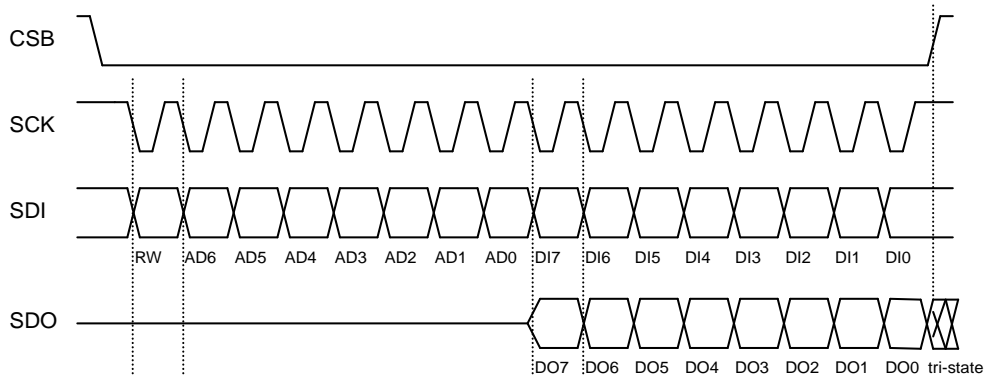 CSB
SCK
SDI
RW AD6 AD5 AD4 AD3 AD2 AD1 AD0 DI7 DI6 DI5 DI4 DI3 DI2 DI1 DI0
SDO
DO7 DO6 DO5 DO4 DO3 DO2 DO1 DO0 tri-state